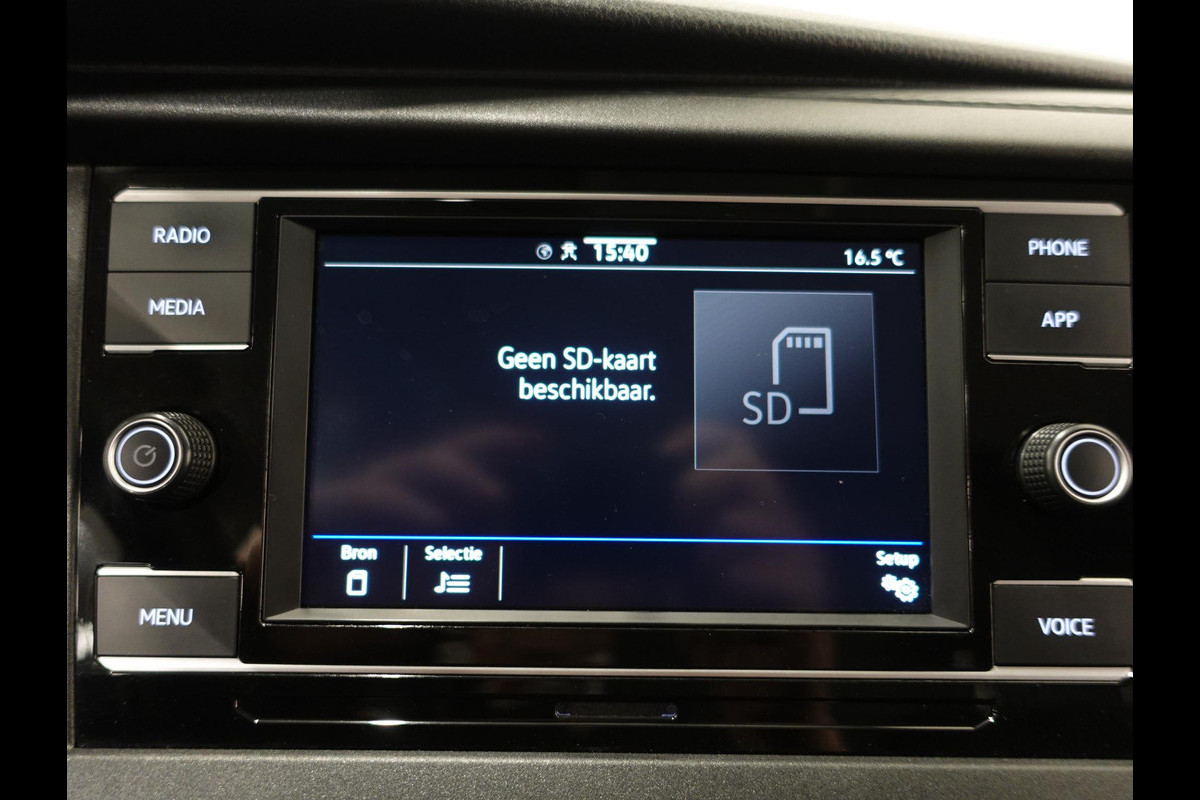 RADIO
MEDIA
MENU
15:40
16.5 °C
Geen SD-kaart
beschikbaar.
SD
Bron
Selectie
Setup
PHONE
APP
VOICE